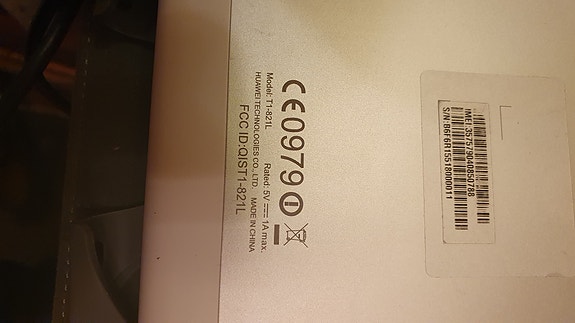 CE0979
Model: T1-821L Rated: 5V 1A max.
HUAWEI TECHNOLOGIES CO., LTD. MADE IN CHINA
FCC ID:QIST1-821L
IMEI:357579040850788
S/N:B6F6R15518000011